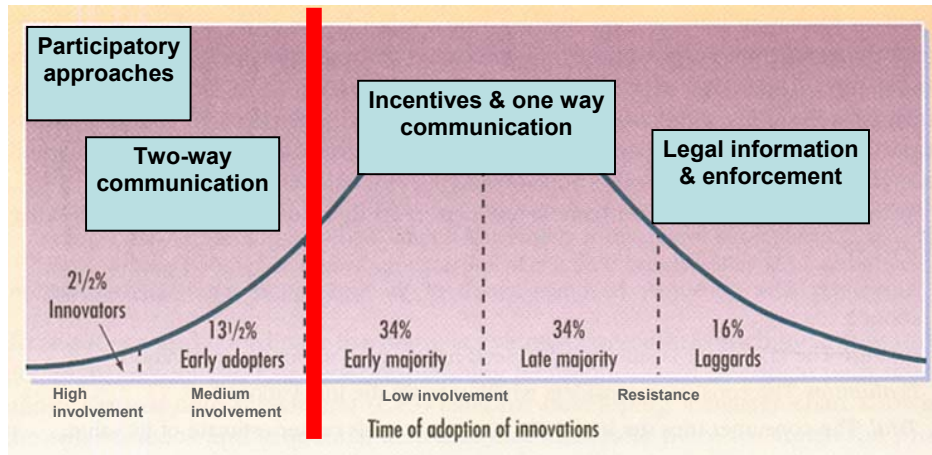 Participatory
approaches
Two-way
communication
Incentives & one way
communication
Legal information
& enforcement
2½%
Innovators
13½%
Early adopters
34%
Early majority
34%
Late majority
16%
Laggards
High
involvement
Medium
involvement
Low involvement
Resistance
Time of adoption of innovations